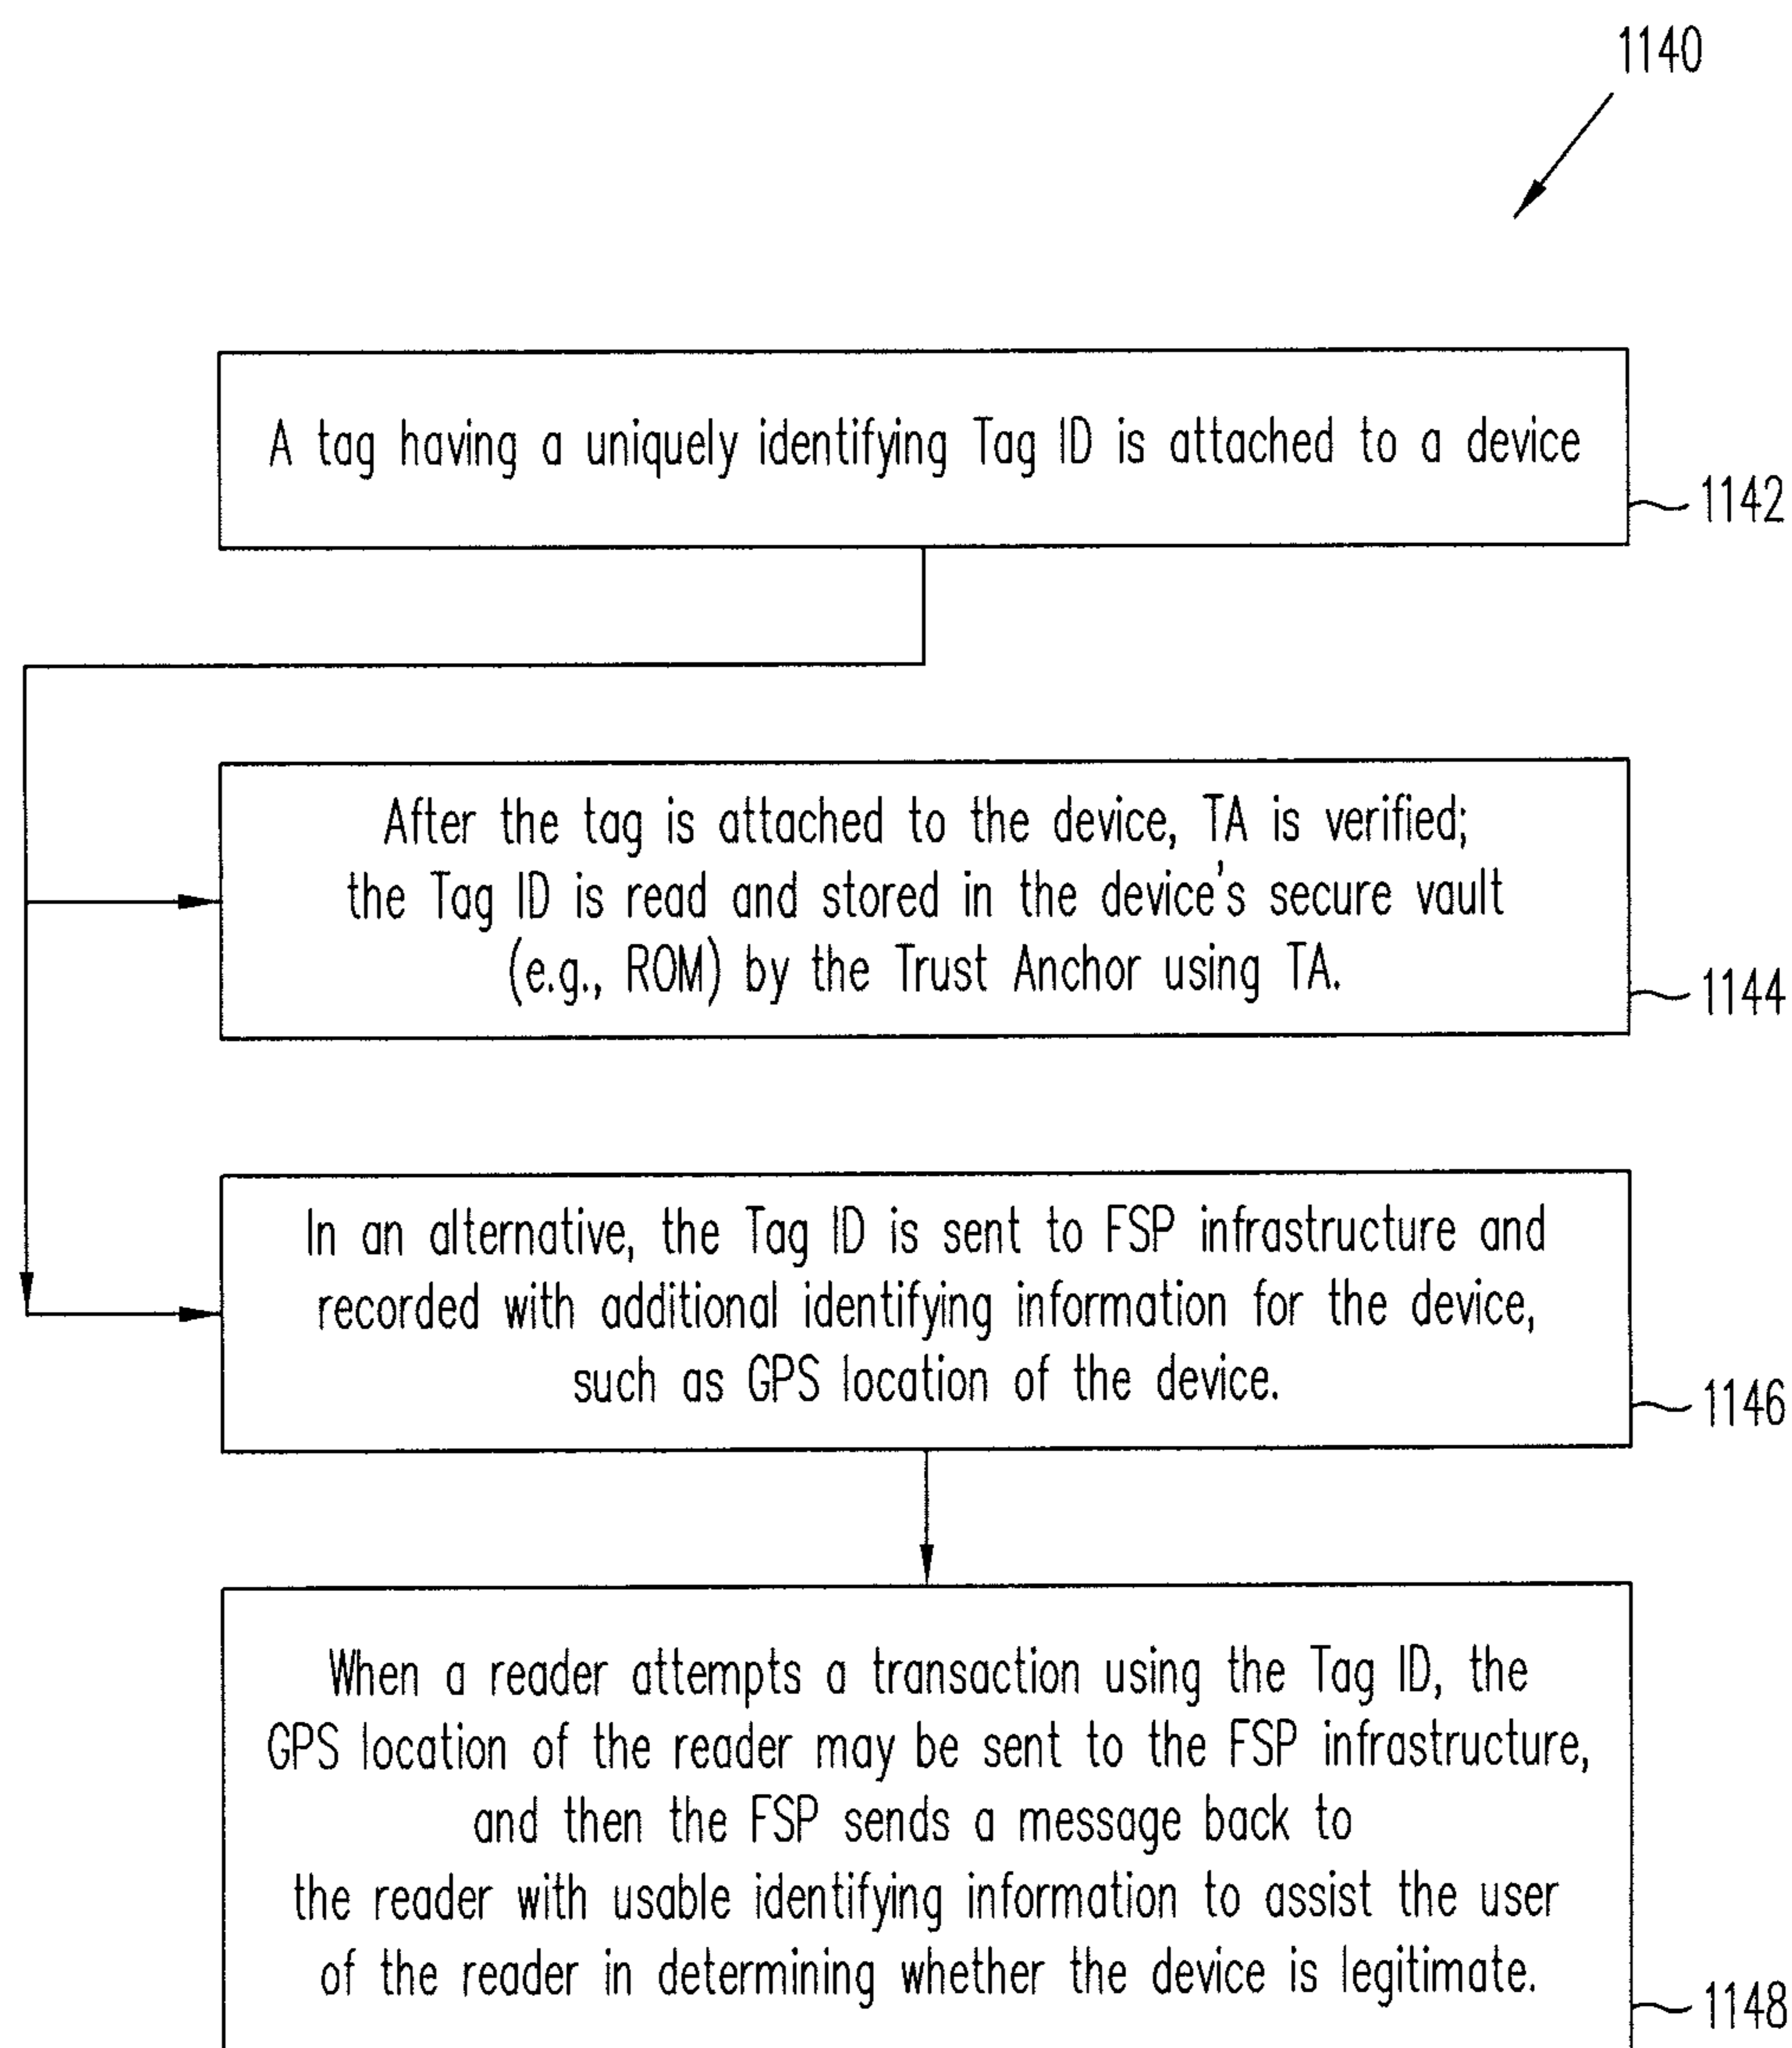 1140
A tag having a uniquely identifying Tag ID is attached to a device
1142
After the tag is attached to the device, TA is verified;
the Tag ID is read and stored in the device's secure vault
(e.g., ROM) by the Trust Anchor using TA.
1144
In an alternative, the Tag ID is sent to FSP infrastructure and
recorded with additional identifying information for the device,
such as GPS location of the device.
1146
When a reader attempts a transaction using the Tag ID, the
GPS location of the reader may be sent to the FSP infrastructure,
and then the FSP sends a message back to
the reader with usable identifying information to assist the user
of the reader in determining whether the device is legitimate.
1148